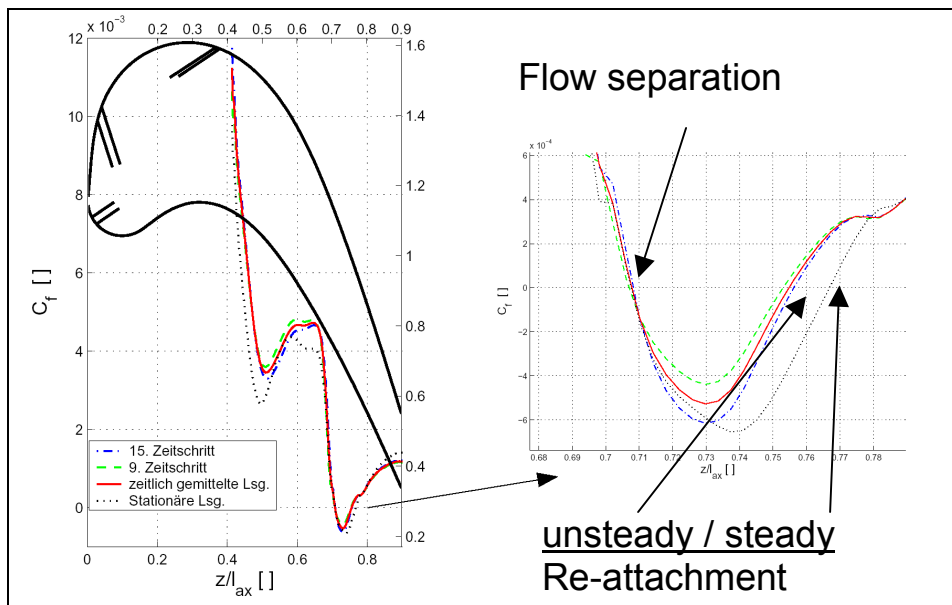 x 10⁻³
0.1 0.2 0.3 0.4 0.5 0.6 0.7 0.8 0.9
12
10
8
6
4
2
0
C_f []
1.6
1.4
1.2
1
0.8
0.6
0.4
0.2
15. Zeitschritt
9. Zeitschritt
zeitlich gemittelte Lsg.
Stationäre Lsg.
0 0.2 0.4 0.6 0.8
z/l_ax []
Flow separation
x 10⁻⁴
6
4
2
0
-2
-4
-6
C_f []
0.68 0.69 0.7 0.71 0.72 0.73 0.74 0.75 0.76 0.77 0.78
z/l_ax []
unsteady / steady
Re-attachment